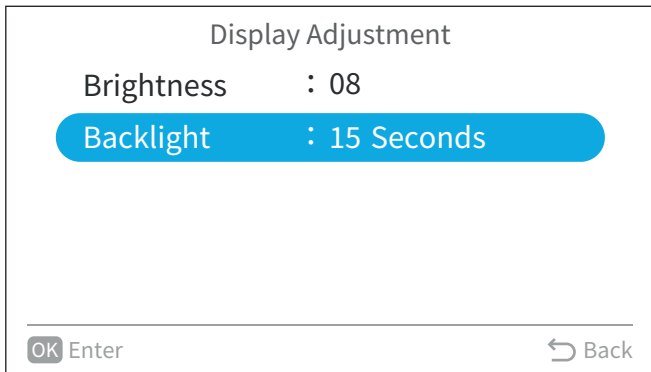 Display Adjustment
Brightness : 08
Backlight : 15 Seconds
OK Enter Back